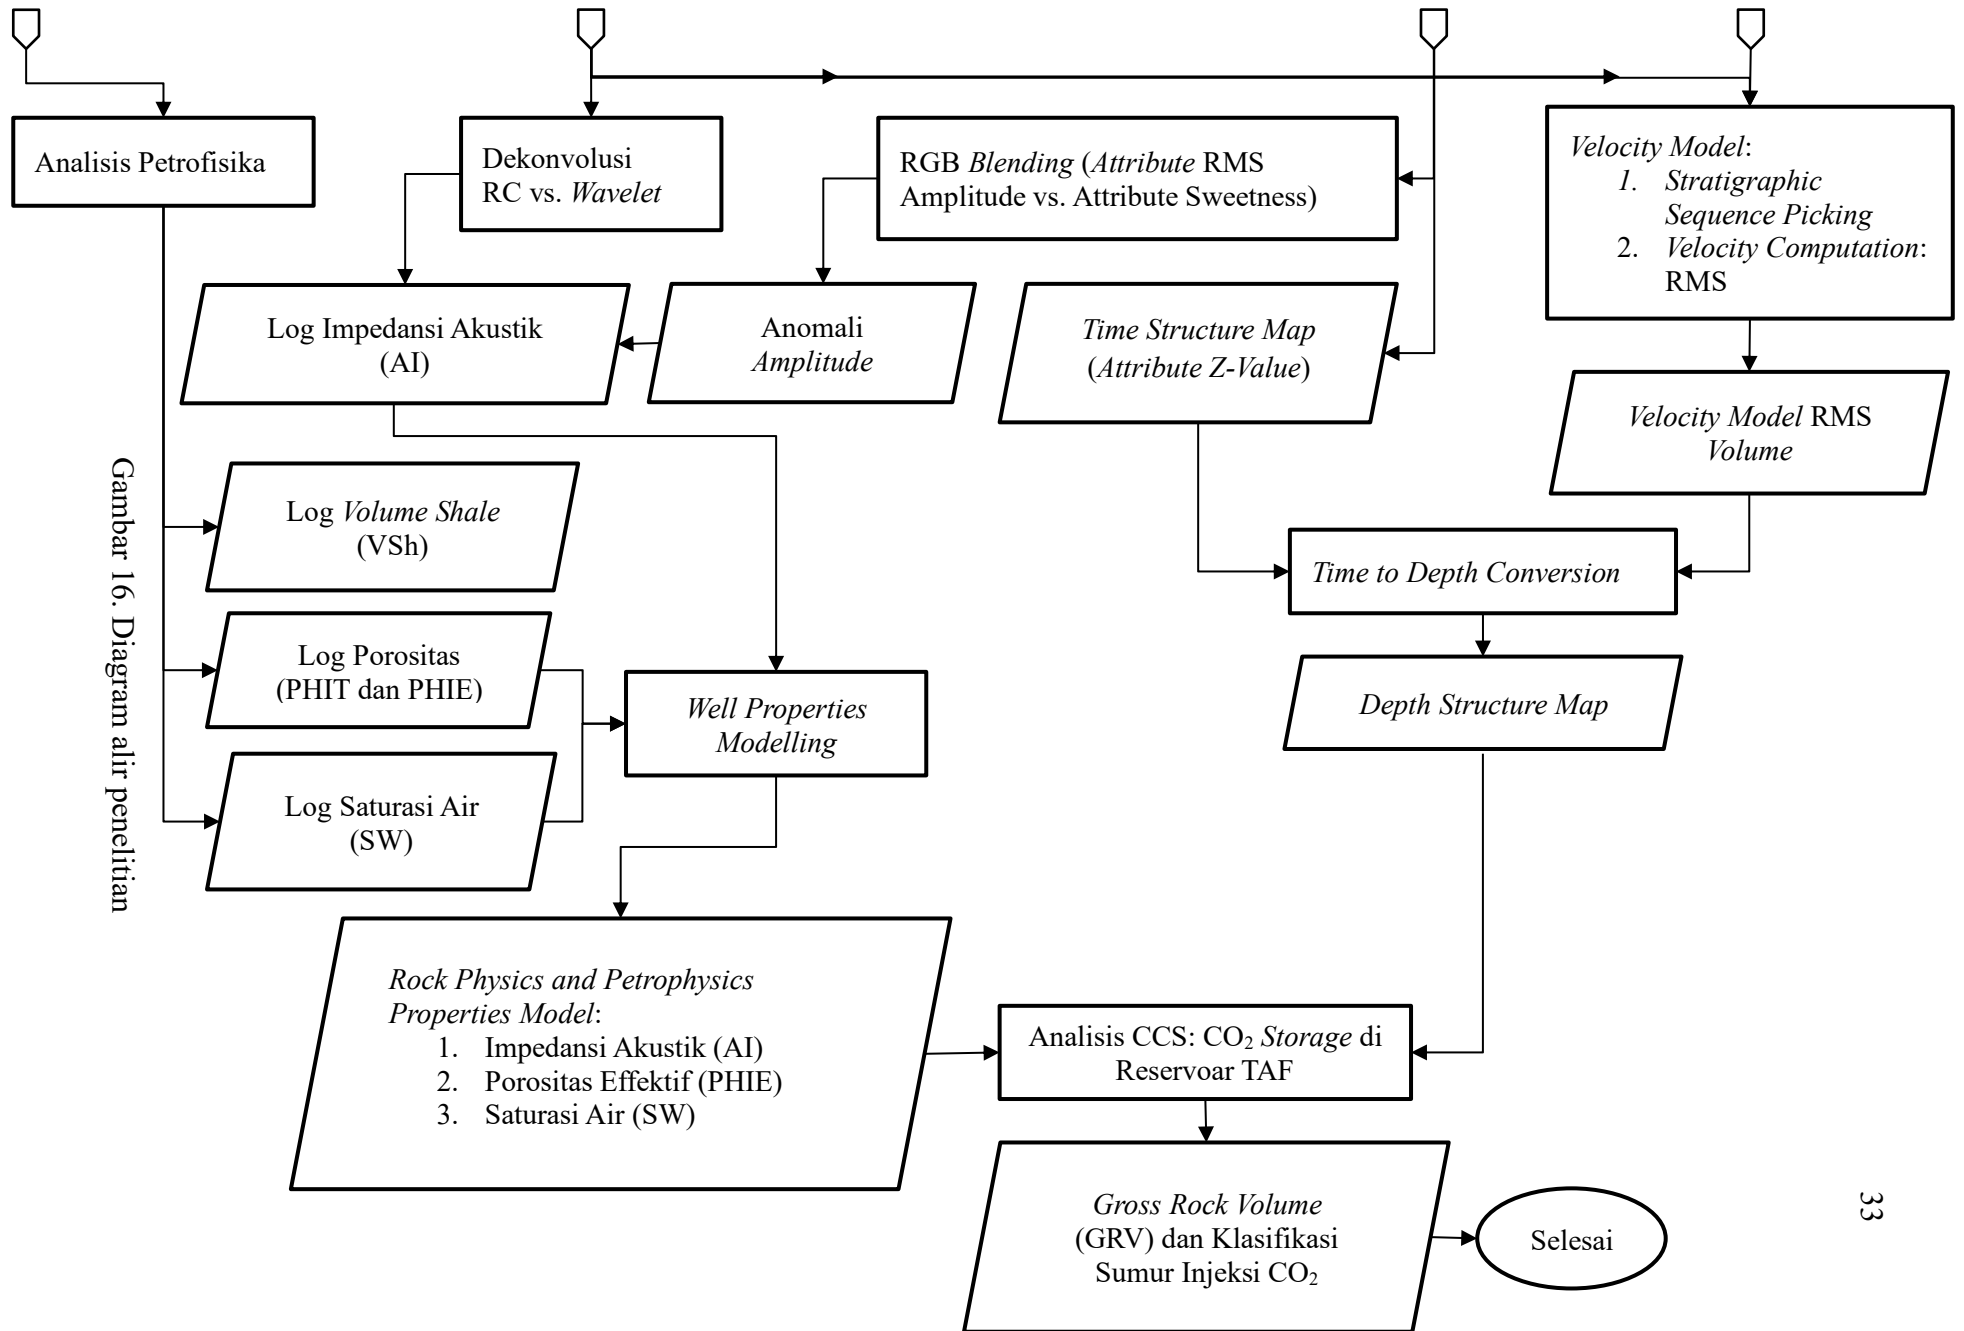 Analisis Petrofisika
Dekonvolusi
RC vs. Wavelet
RGB Blending (Attribute RMS
Amplitude vs. Attribute Sweetness)
Velocity Model:
1. Stratigraphic
Sequence Picking
2. Velocity Computation:
RMS
Log Impedansi Akustik
(AI)
Anomali
Amplitude
Time Structure Map
(Attribute Z-Value)
Velocity Model RMS
Volume
Log Volume Shale
(VSh)
Time to Depth Conversion
Log Porositas
(PHIT dan PHIE)
Well Properties
Modelling
Depth Structure Map
Log Saturasi Air
(SW)
Gambar 16. Diagram alir penelitian
Rock Physics and Petrophysics
Properties Model:
1. Impedansi Akustik (AI)
2. Porositas Effektif (PHIE)
3. Saturasi Air (SW)
Analisis CCS: CO₂ Storage di
Reservoar TAF
Gross Rock Volume
(GRV) dan Klasifikasi
Sumur Injeksi CO₂
Selesai
33